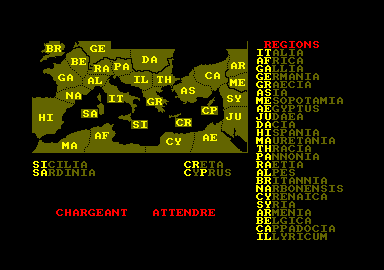 BR GE
BE RA PA DA AR
GA AL IL TH CA ME
NA IT GR AS SY
HI SA SI CR CP JU
MA AF CY AE
REGIONS
ITALIA
AFRICA
GALLIA
GERMANIA
GRAECIA
ASIA
MESOPOTAMIA
AEGYPTUS
JUDAEA
DACIA
HISPANIA
MAURETANIA
THRACIA
PANNONIA
RAETIA
ALPES
BRITANNIA
NARBONENSIS
CYRENAICA
SYRIA
ARMENIA
BELGICA
CAPPADOCIA
ILLYRICUM
SICILIA CRETA
SARDINIA CYPRUS
CHARGEANT ATTENDRE